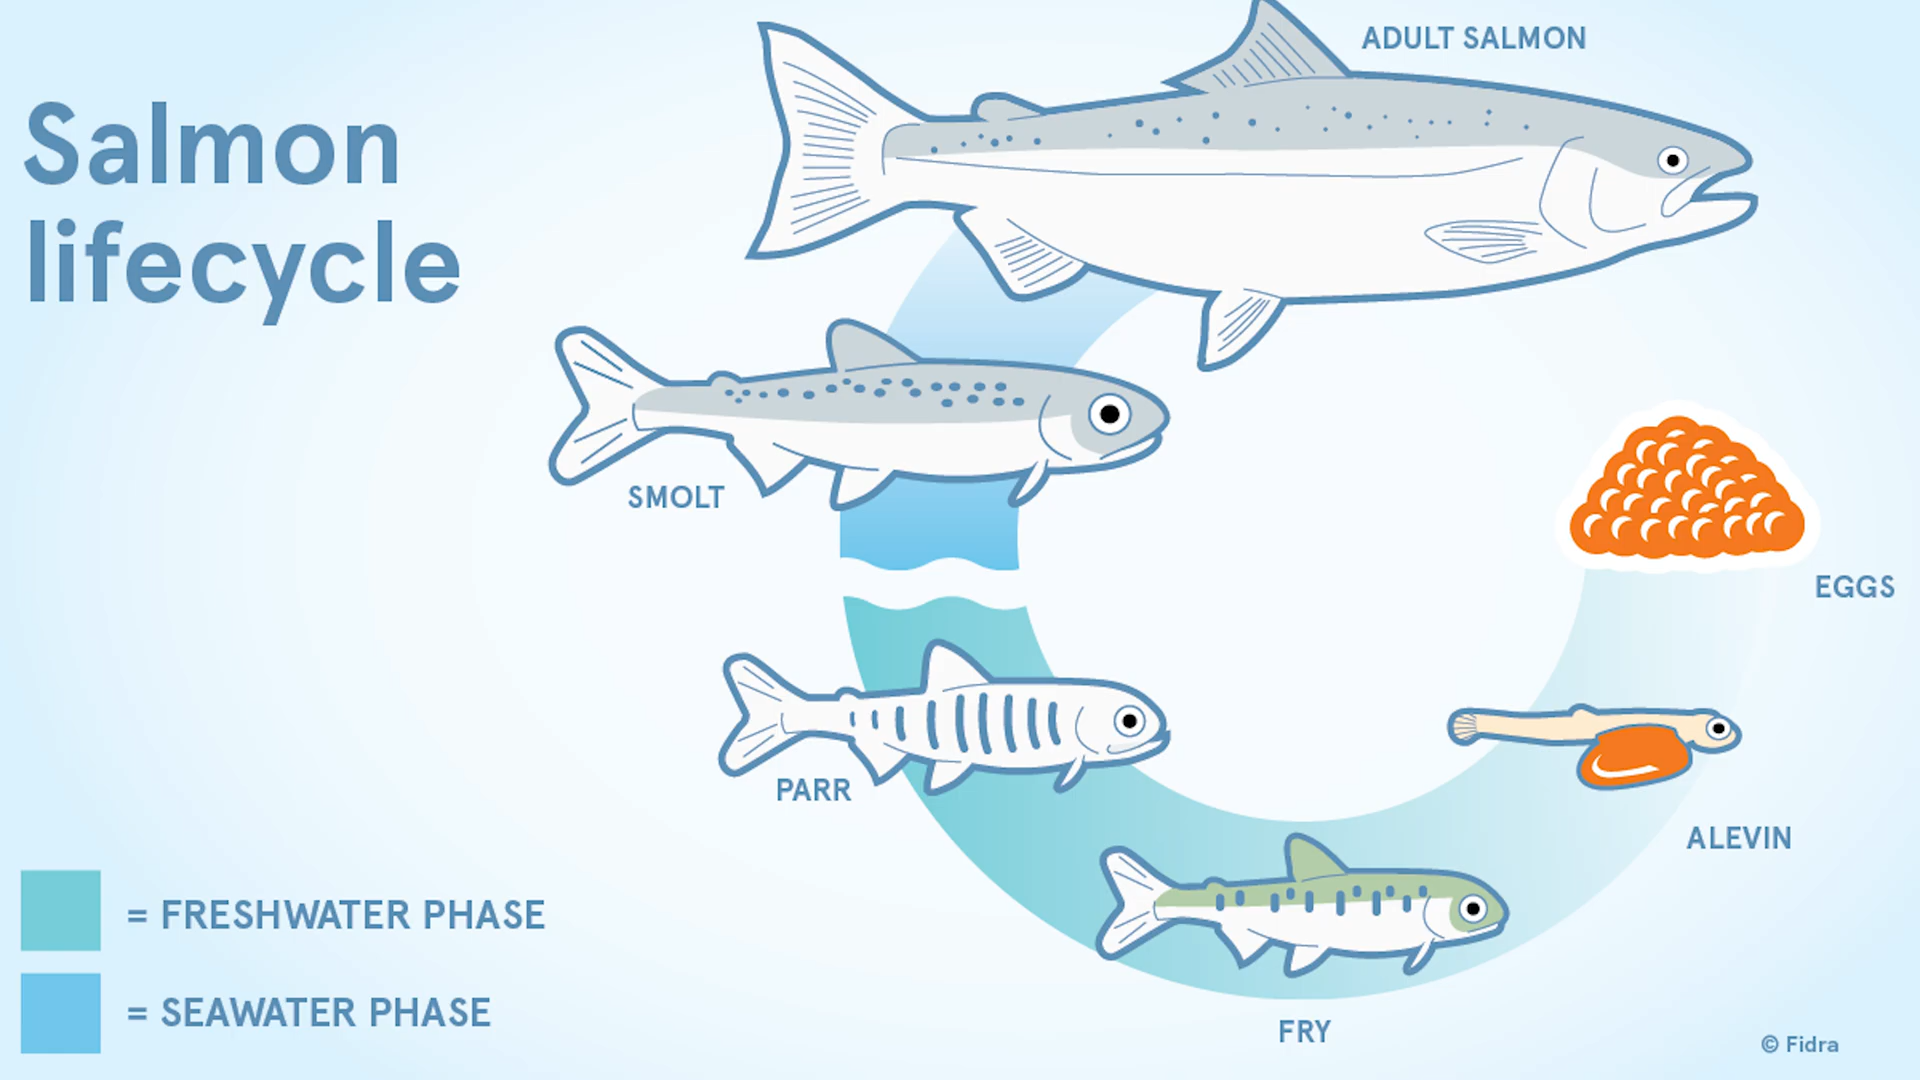 Salmon
lifecycle
ADULT SALMON
SMOLT
EGGS
PARR
ALEVIN
FRY
= FRESHWATER PHASE
= SEAWATER PHASE
© Fidra